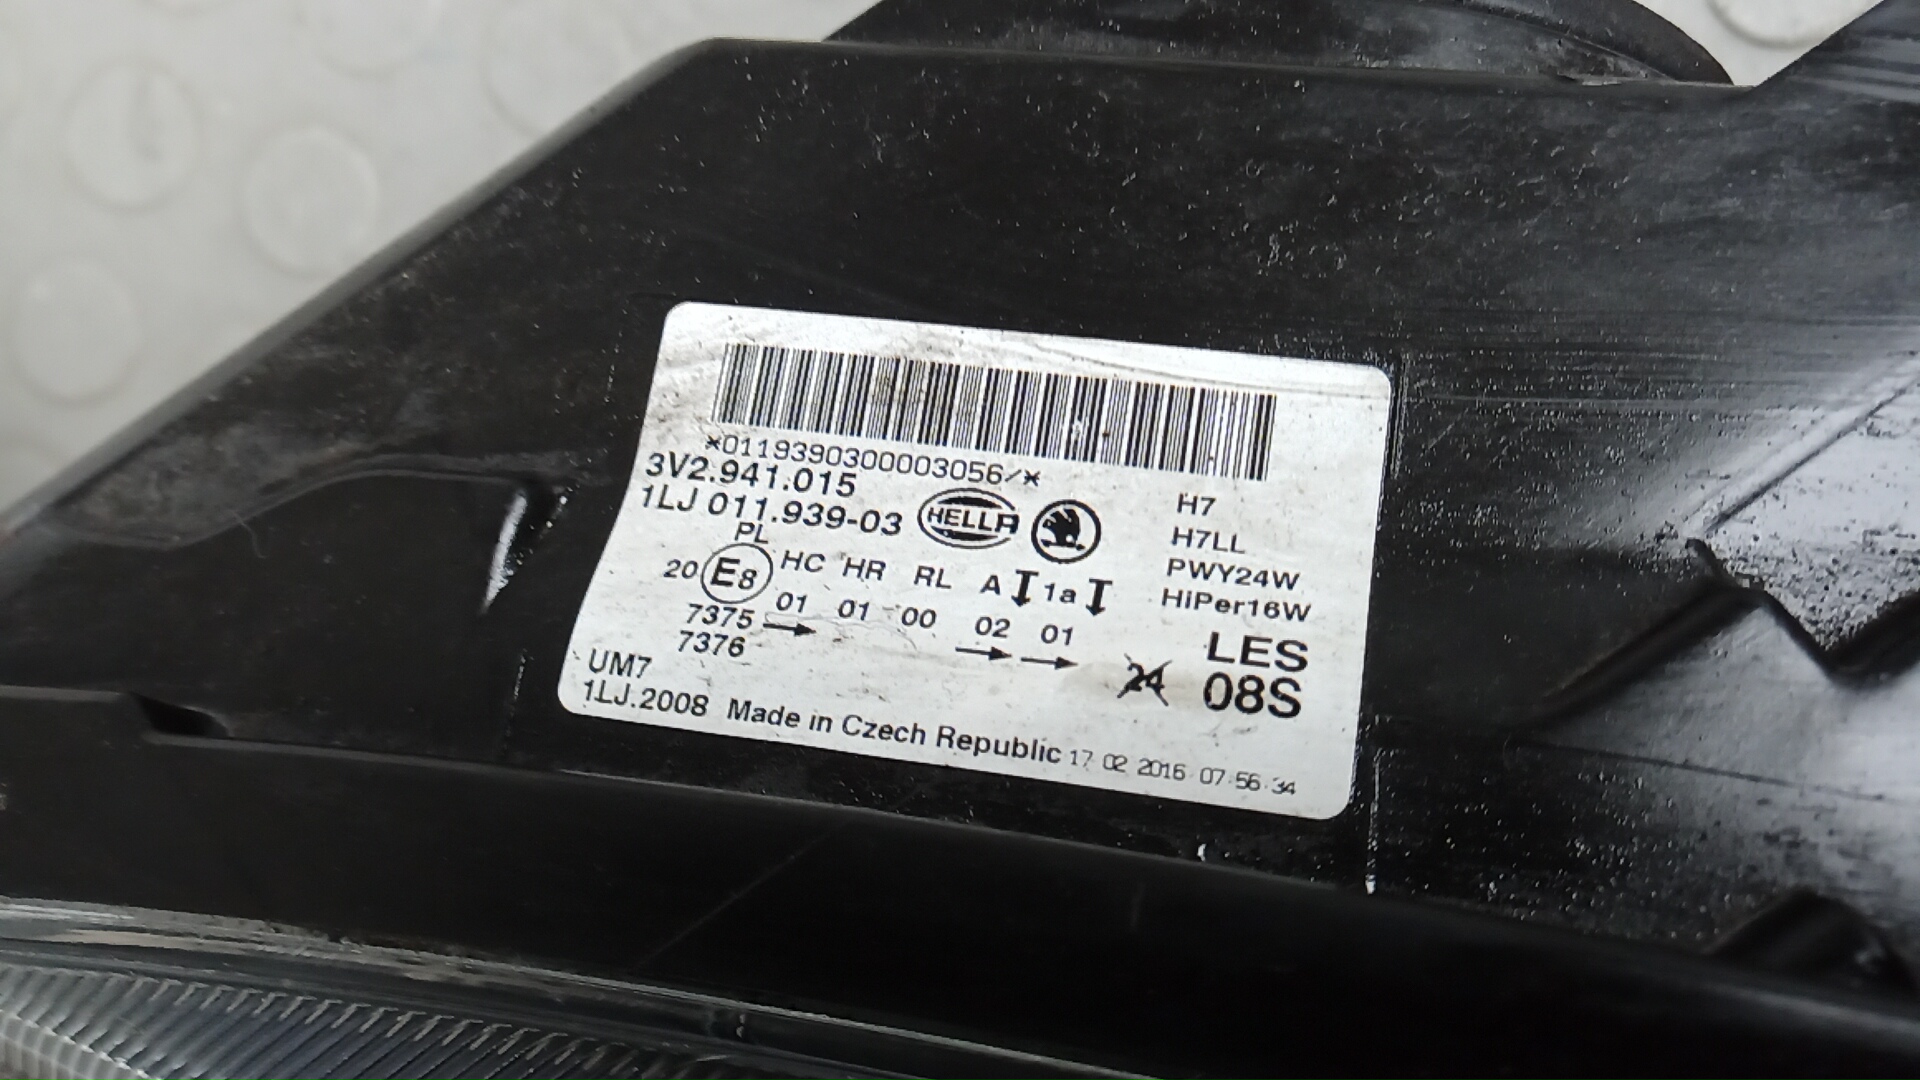 *0119390300003056/*
3V2.941.015
1LJ 011.939-03
HELLA
PL
20 E8 HC HR RL A 1a
7375 01 01 00 02 01
7376
H7
H7LL
PWY24W
HiPer16W
LES
24 08S
UM7
1LJ.2008 Made in Czech Republic 17 02 2016 07:56:34